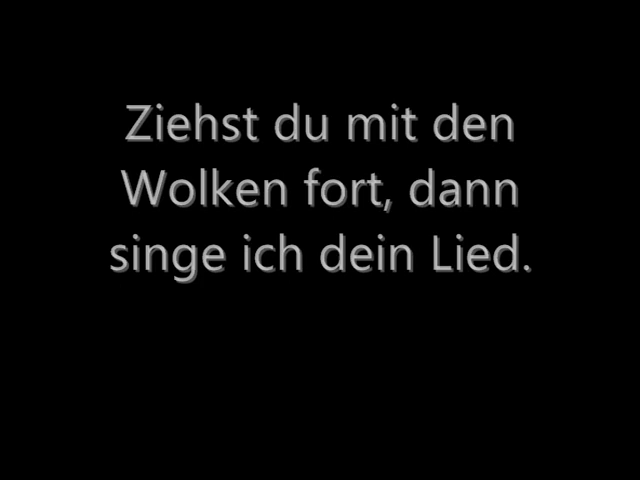 Ziehst du mit den
Wolken fort, dann
singe ich dein Lied.